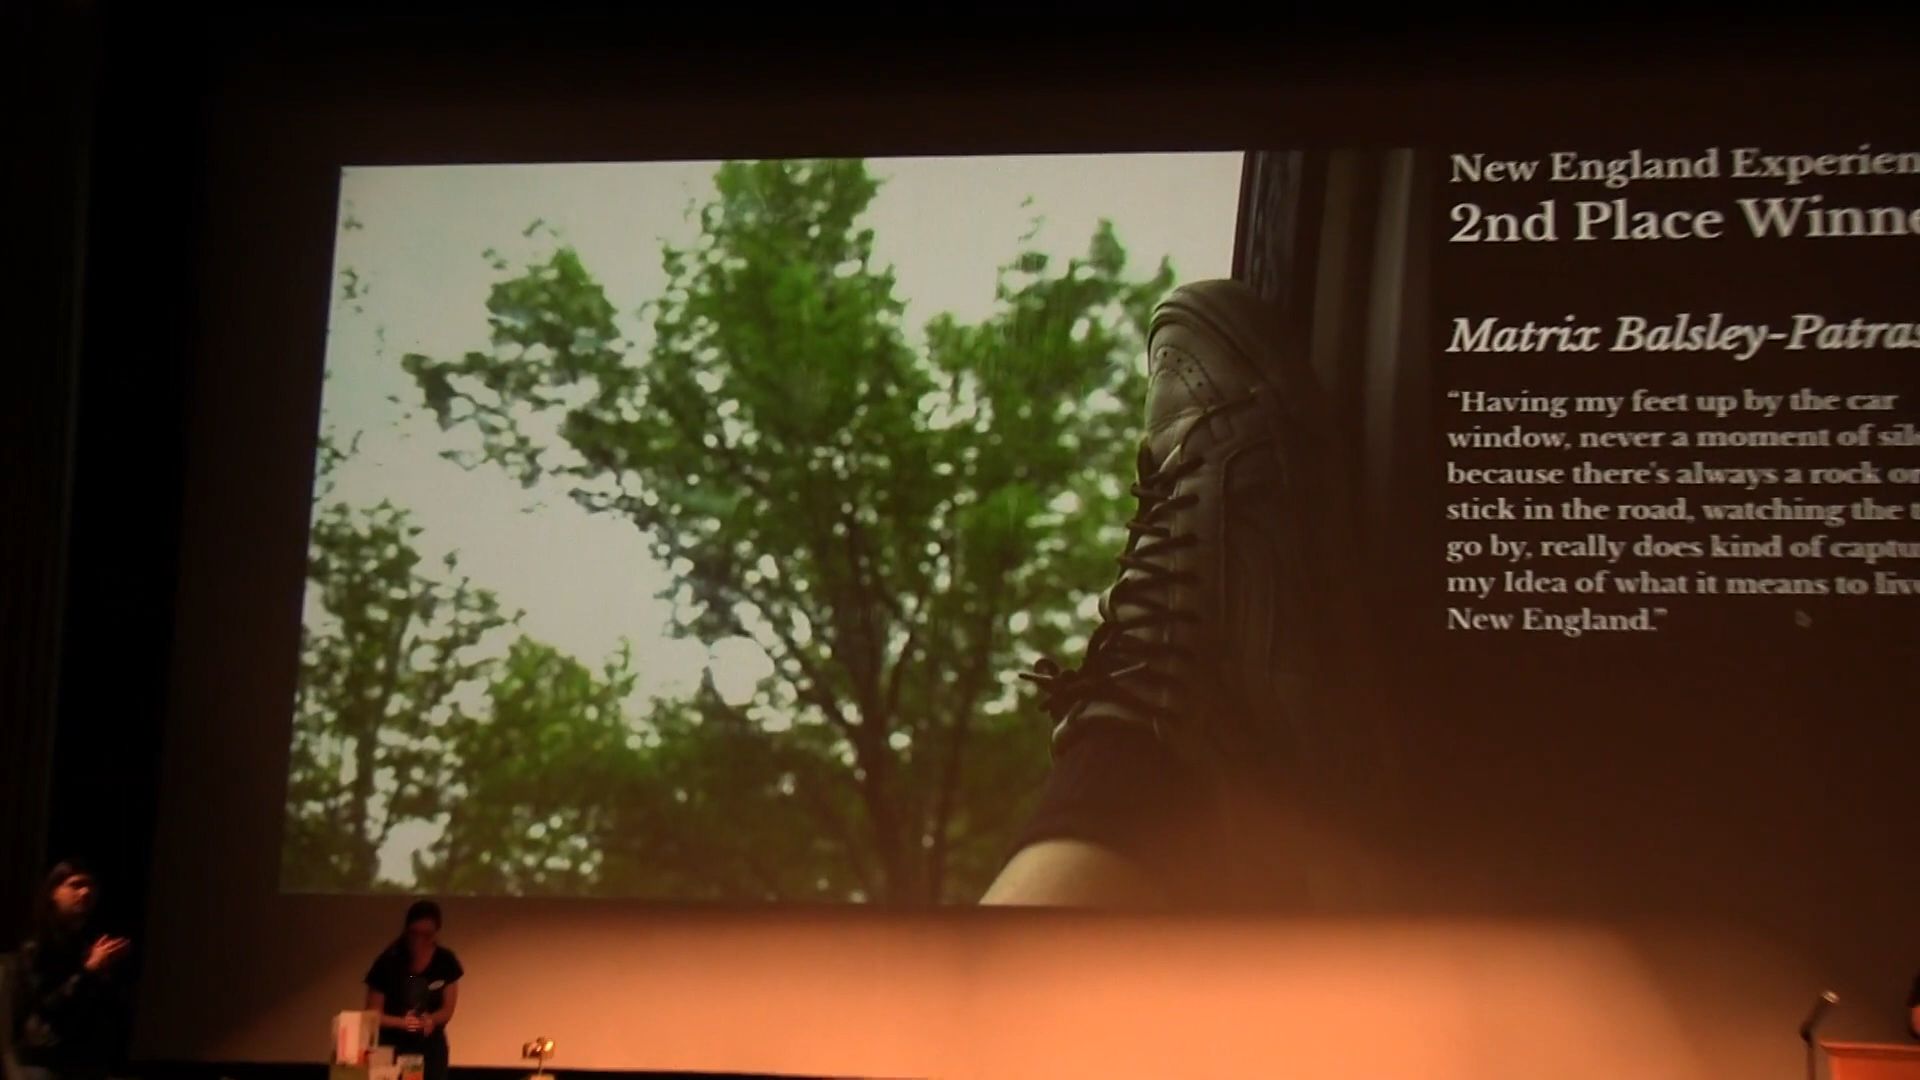 New England Experien
2nd Place Winne
Matrix Balsley-Patras
“Having my feet up by the car
window, never a moment of sil
because there's always a rock or
stick in the road, watching the t
go by, really does kind of captu
my Idea of what it means to liv
New England.”